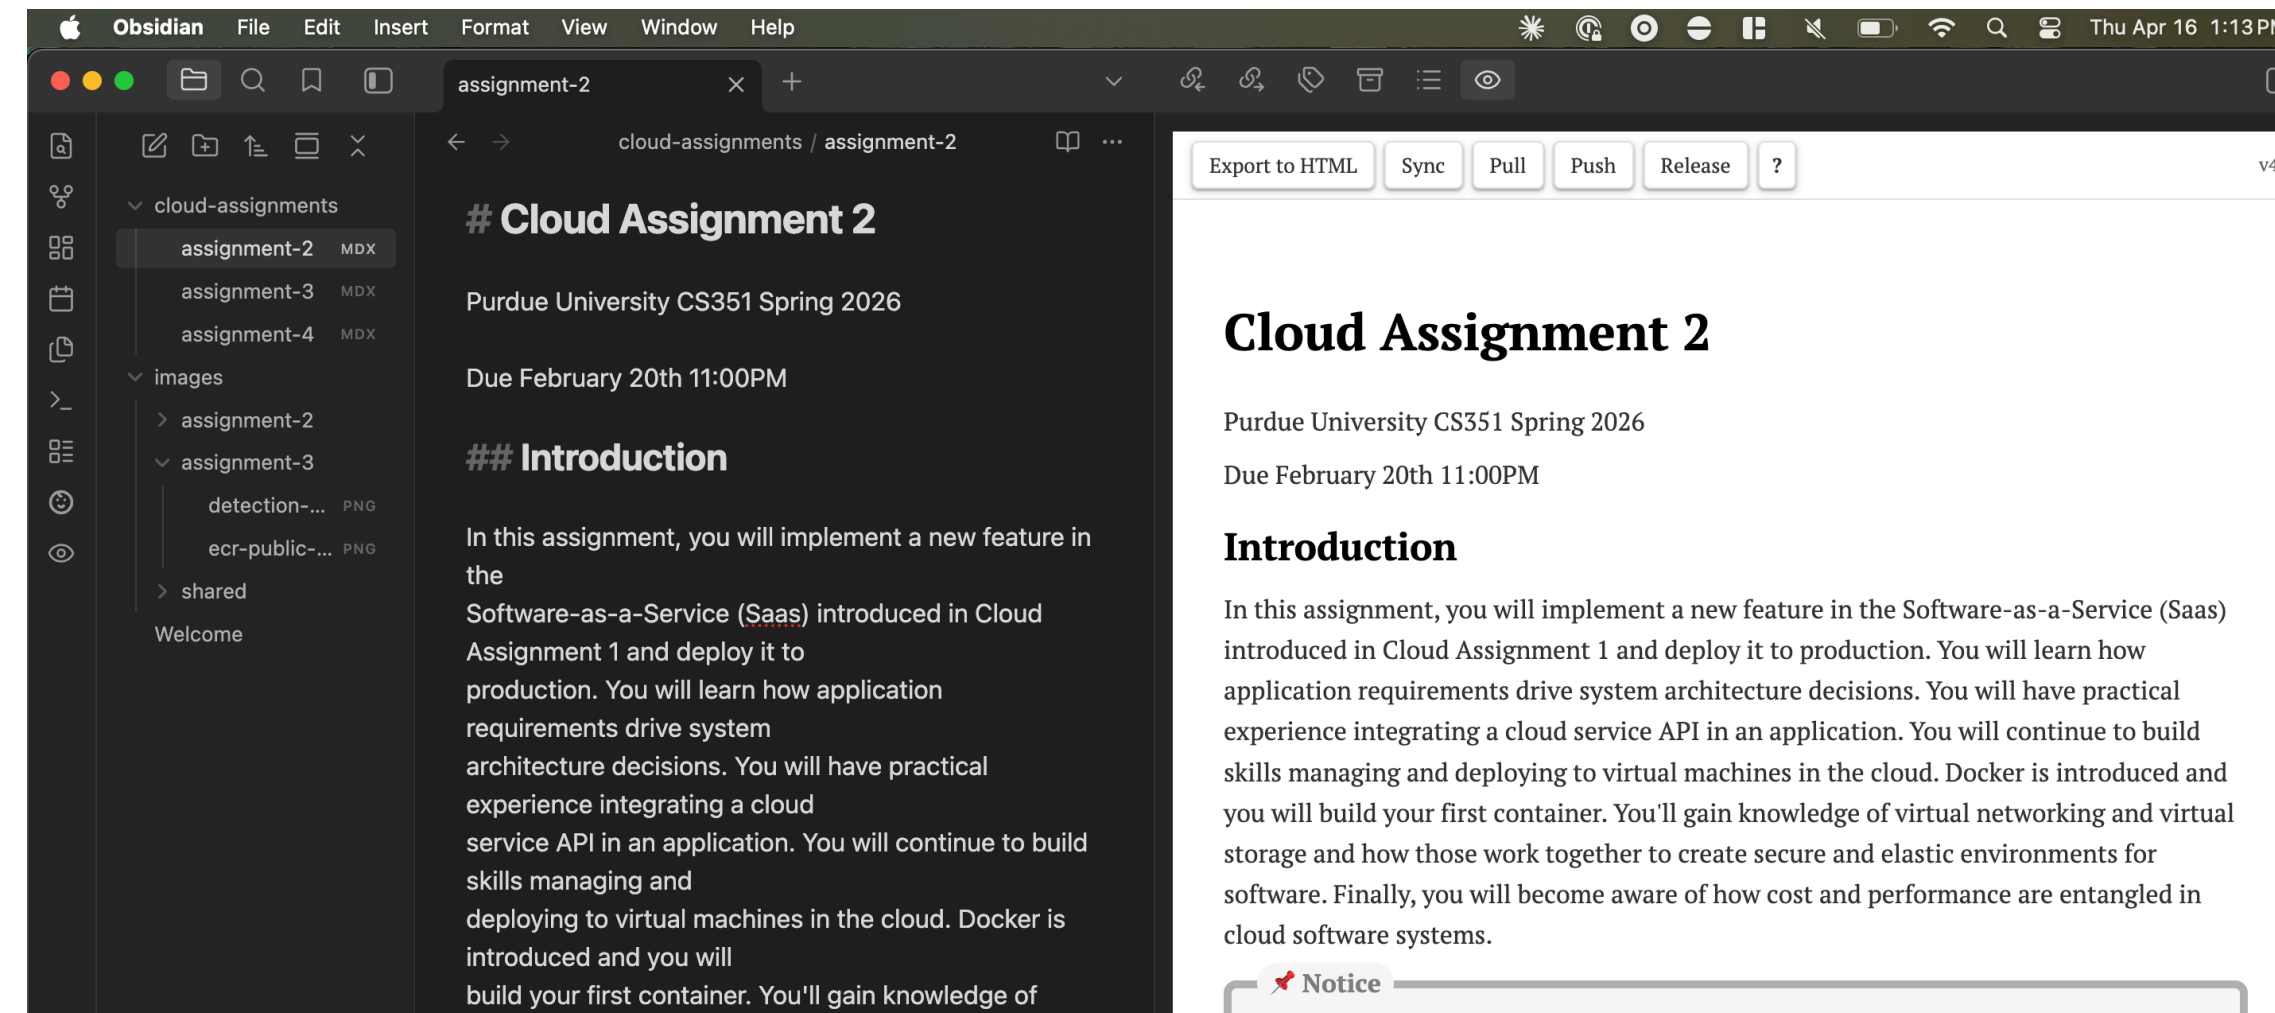 Obsidian File Edit Insert Format View Window Help
Thu Apr 16 1:13
assignment-2
cloud-assignments / assignment-2
cloud-assignments
assignment-2 MDX
assignment-3 MDX
assignment-4 MDX
images
assignment-2
assignment-3
detection-... PNG
ecr-public-... PNG
shared
Welcome
# Cloud Assignment 2
Purdue University CS351 Spring 2026
Due February 20th 11:00PM
## Introduction
In this assignment, you will implement a new feature in
the
Software-as-a-Service (Saas) introduced in Cloud
Assignment 1 and deploy it to
production. You will learn how application
requirements drive system
architecture decisions. You will have practical
experience integrating a cloud
service API in an application. You will continue to build
skills managing and
deploying to virtual machines in the cloud. Docker is
introduced and you will
build your first container. You'll gain knowledge of
Export to HTML Sync Pull Push Release ?
v4
Cloud Assignment 2
Purdue University CS351 Spring 2026
Due February 20th 11:00PM
Introduction
In this assignment, you will implement a new feature in the Software-as-a-Service (Saas)
introduced in Cloud Assignment 1 and deploy it to production. You will learn how
application requirements drive system architecture decisions. You will have practical
experience integrating a cloud service API in an application. You will continue to build
skills managing and deploying to virtual machines in the cloud. Docker is introduced and
you will build your first container. You'll gain knowledge of virtual networking and virtual
storage and how those work together to create secure and elastic environments for
software. Finally, you will become aware of how cost and performance are entangled in
cloud software systems.
📌 Notice